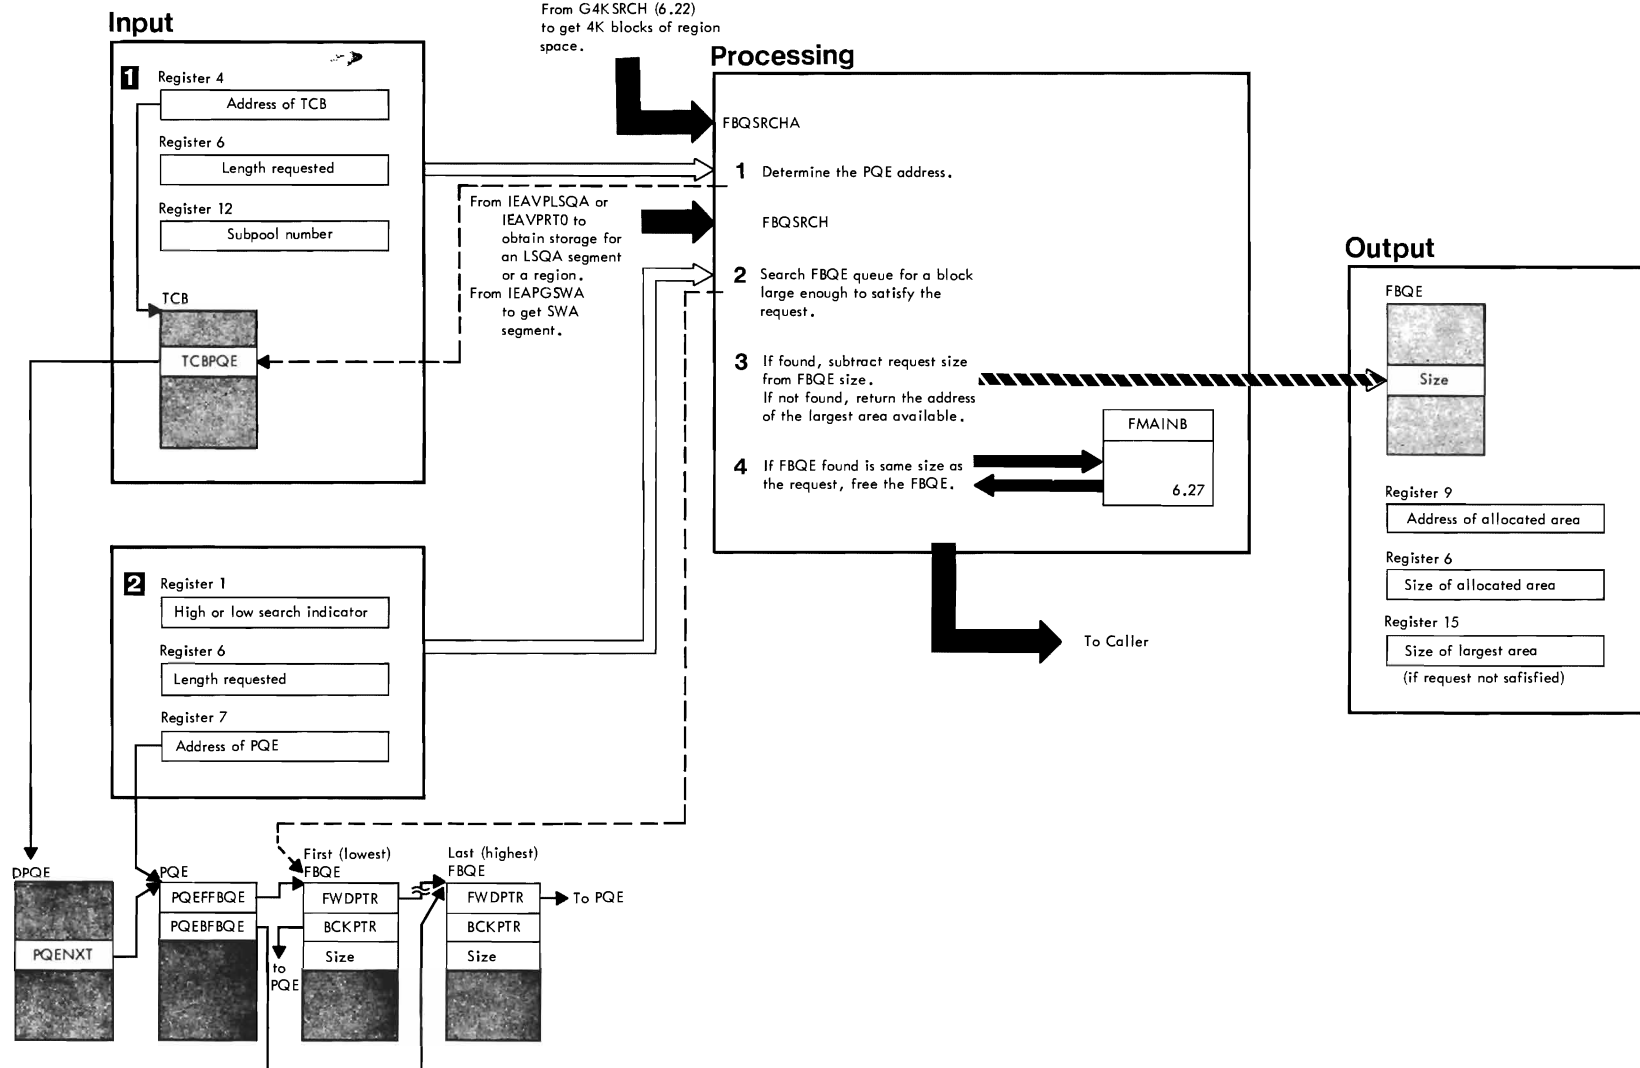 From G4KSRCH (6.22)
to get 4K blocks of region
space.
Input
1
Register 4
Address of TCB
Register 6
Length requested
Register 12
Subpool number
TCB
TCBPQE
From IEAVPLSQA or
IEAVPRT0 to
obtain storage for
an LSQA segment
or a region.
From IEAPGSWA
to get SWA
segment.
Processing
FBQSRCHA
1 Determine the PQE address.
FBQSRCH
2 Search FBQE queue for a block
large enough to satisfy the
request.
3 If found, subtract request size
from FBQE size.
If not found, return the address
of the largest area available.
4 If FBQE found is same size as
the request, free the FBQE.
FMAINB
6.27
To Caller
Output
FBQE
Size
Register 9
Address of allocated area
Register 6
Size of allocated area
Register 15
Size of largest area
(if request not safisfied)
2
Register 1
High or low search indicator
Register 6
Length requested
Register 7
Address of PQE
DPQE
PQENXT
PQE
PQEFFBQE
PQEBFBQE
First (lowest)
FBQE
FWDPTR
BCKPTR
Size
to
PQE
Last (highest)
FBQE
FWDPTR
BCKPTR
Size
To PQE